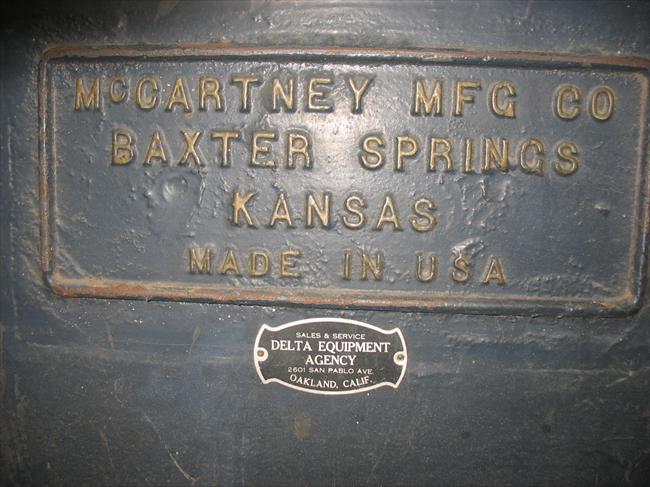 McCARTNEY MFG CO
BAXTER SPRINGS
KANSAS
MADE IN USA
SALES & SERVICE
DELTA EQUIPMENT
AGENCY
2601 SAN PABLO AVE.
OAKLAND, CALIF.